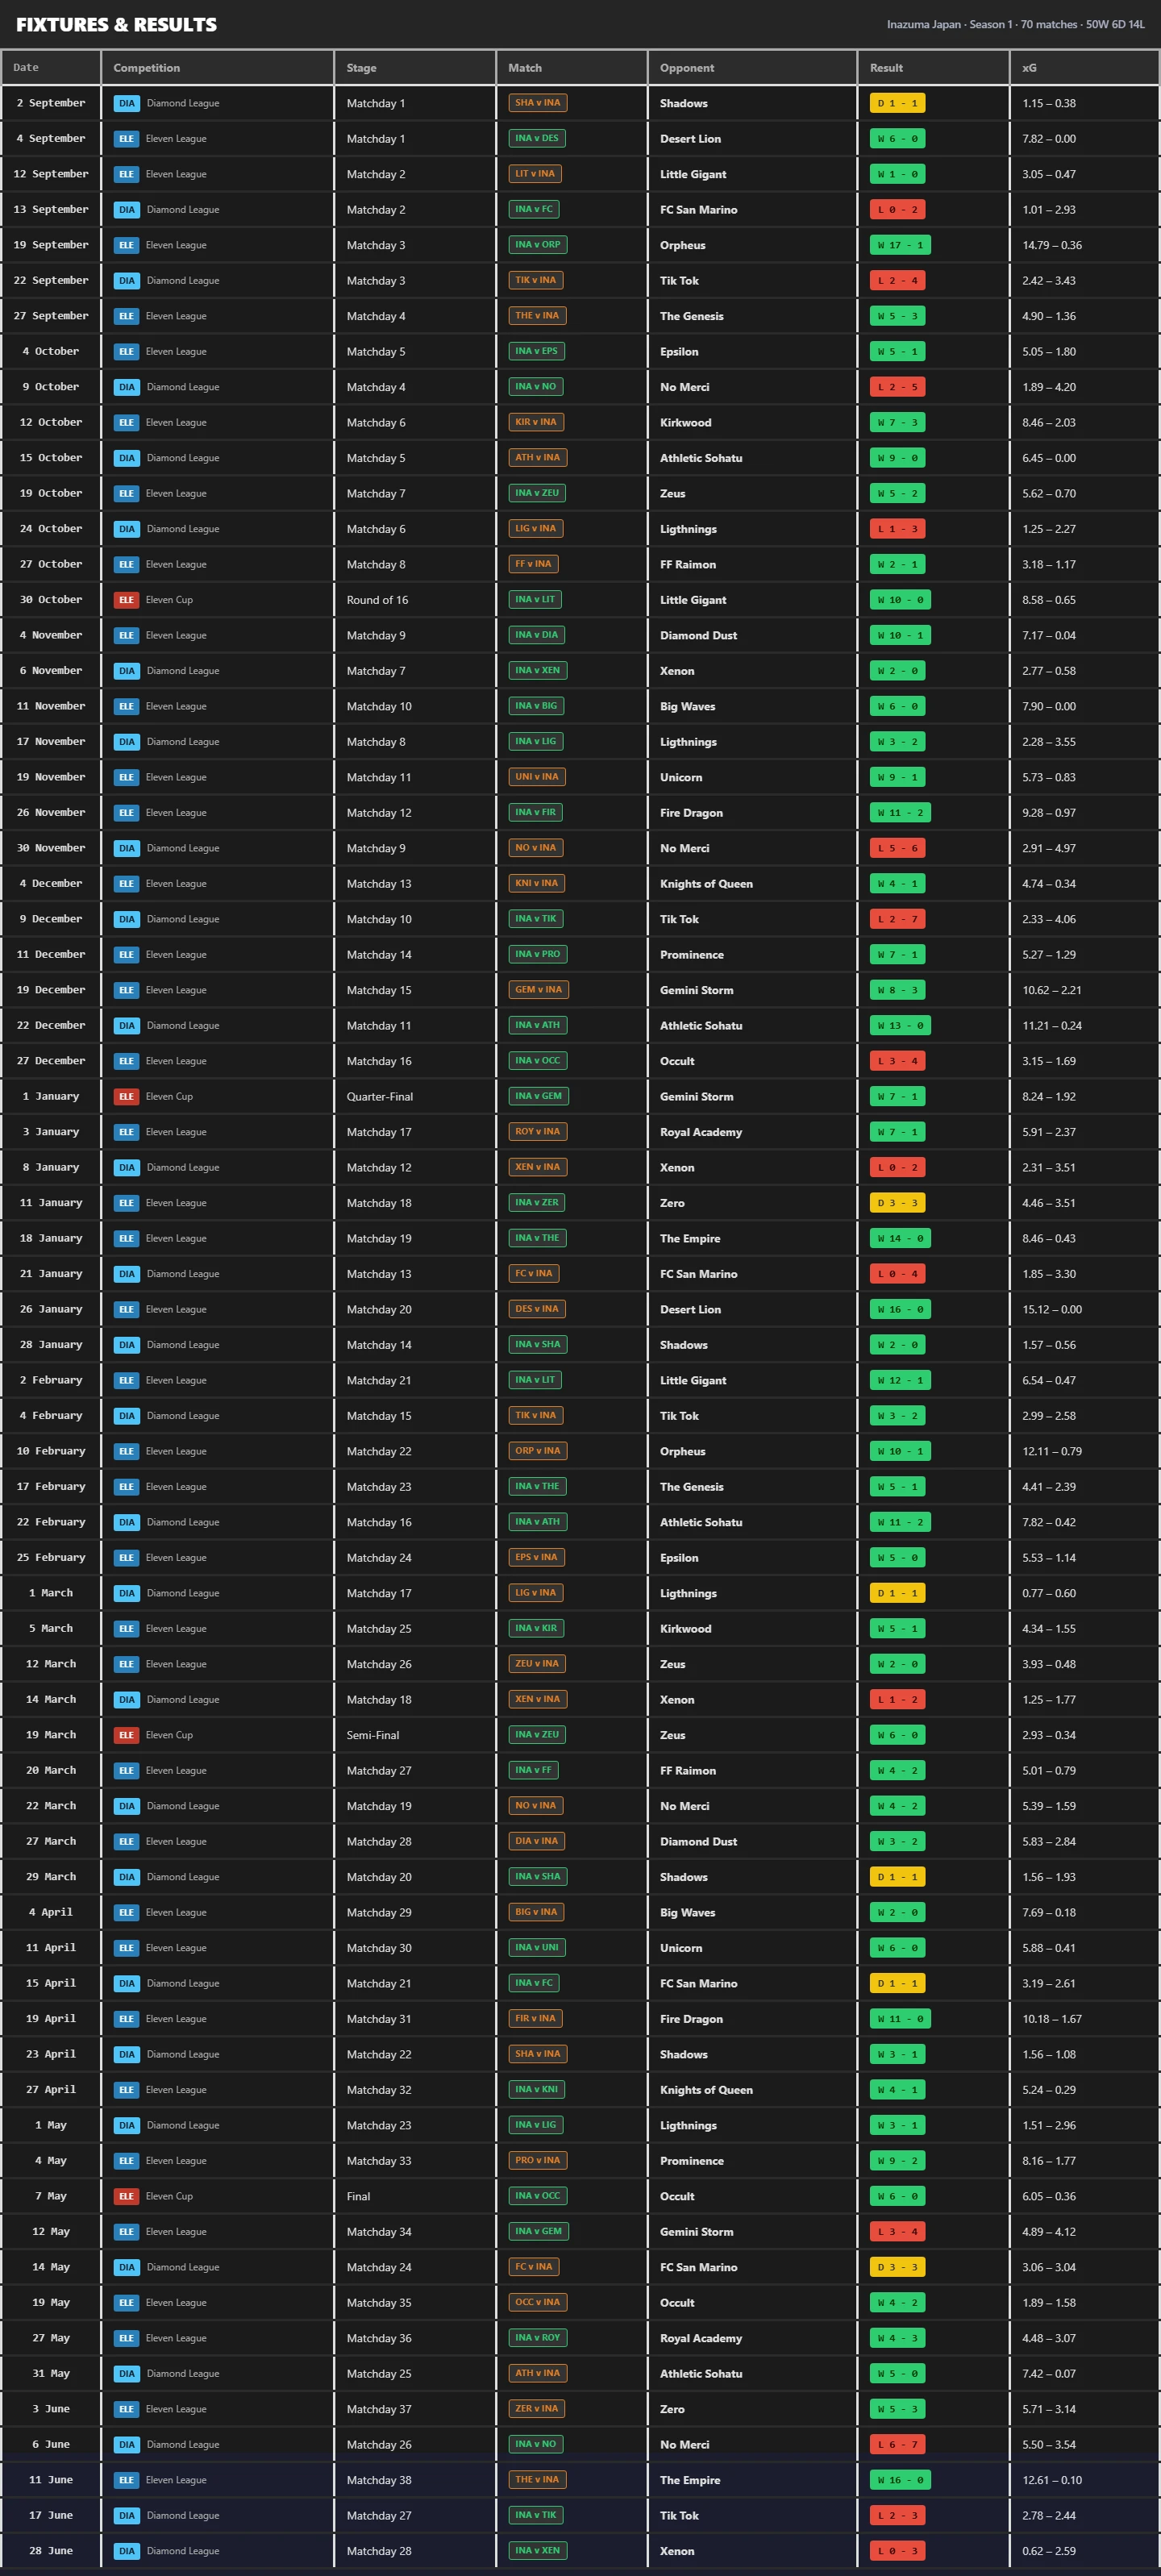 FIXTURES & RESULTS Inazuma Japan · Season 1 · 70 matches · 50W 6D 14L
Date Competition Stage Match Opponent Result xG
2 September DIA Diamond League Matchday 1 SHA v INA Shadows D 1 - 1 1.15 – 0.38
4 September ELE Eleven League Matchday 1 INA v DES Desert Lion W 6 - 0 7.82 – 0.00
12 September ELE Eleven League Matchday 2 LIT v INA Little Gigant W 1 - 0 3.05 – 0.47
13 September DIA Diamond League Matchday 2 INA v FC FC San Marino L 0 - 2 1.01 – 2.93
19 September ELE Eleven League Matchday 3 INA v ORP Orpheus W 17 - 1 14.79 – 0.36
22 September DIA Diamond League Matchday 3 TIK v INA Tik Tok L 2 - 4 2.42 – 3.43
27 September ELE Eleven League Matchday 4 THE v INA The Genesis W 5 - 3 4.90 – 1.36
4 October ELE Eleven League Matchday 5 INA v EPS Epsilon W 5 - 1 5.05 – 1.80
9 October DIA Diamond League Matchday 4 INA v NO No Merci L 2 - 5 1.89 – 4.20
12 October ELE Eleven League Matchday 6 KIR v INA Kirkwood W 7 - 3 8.46 – 2.03
15 October DIA Diamond League Matchday 5 ATH v INA Athletic Sohatu W 9 - 0 6.45 – 0.00
19 October ELE Eleven League Matchday 7 INA v ZEU Zeus W 5 - 2 5.62 – 0.70
24 October DIA Diamond League Matchday 6 LIG v INA Ligthnings L 1 - 3 1.25 – 2.27
27 October ELE Eleven League Matchday 8 FF v INA FF Raimon W 2 - 1 3.18 – 1.17
30 October ELE Eleven Cup Round of 16 INA v LIT Little Gigant W 10 - 0 8.58 – 0.65
4 November ELE Eleven League Matchday 9 INA v DIA Diamond Dust W 10 - 1 7.17 – 0.04
6 November DIA Diamond League Matchday 7 INA v XEN Xenon W 2 - 0 2.77 – 0.58
11 November ELE Eleven League Matchday 10 INA v BIG Big Waves W 6 - 0 7.90 – 0.00
17 November DIA Diamond League Matchday 8 INA v LIG Ligthnings W 3 - 2 2.28 – 3.55
19 November ELE Eleven League Matchday 11 UNI v INA Unicorn W 9 - 1 5.73 – 0.83
26 November ELE Eleven League Matchday 12 INA v FIR Fire Dragon W 11 - 2 9.28 – 0.97
30 November DIA Diamond League Matchday 9 NO v INA No Merci L 5 - 6 2.91 – 4.97
4 December ELE Eleven League Matchday 13 KNI v INA Knights of Queen W 4 - 1 4.74 – 0.34
9 December DIA Diamond League Matchday 10 INA v TIK Tik Tok L 2 - 7 2.33 – 4.06
11 December ELE Eleven League Matchday 14 INA v PRO Prominence W 7 - 1 5.27 – 1.29
19 December ELE Eleven League Matchday 15 GEM v INA Gemini Storm W 8 - 3 10.62 – 2.21
22 December DIA Diamond League Matchday 11 INA v ATH Athletic Sohatu W 13 - 0 11.21 – 0.24
27 December ELE Eleven League Matchday 16 INA v OCC Occult L 3 - 4 3.15 – 1.69
1 January ELE Eleven Cup Quarter-Final INA v GEM Gemini Storm W 7 - 1 8.24 – 1.92
3 January ELE Eleven League Matchday 17 ROY v INA Royal Academy W 7 - 1 5.91 – 2.37
8 January DIA Diamond League Matchday 12 XEN v INA Xenon L 0 - 2 2.31 – 3.51
11 January ELE Eleven League Matchday 18 INA v ZER Zero D 3 - 3 4.46 – 3.51
18 January ELE Eleven League Matchday 19 INA v THE The Empire W 14 - 0 8.46 – 0.43
21 January DIA Diamond League Matchday 13 FC v INA FC San Marino L 0 - 4 1.85 – 3.30
26 January ELE Eleven League Matchday 20 DES v INA Desert Lion W 16 - 0 15.12 – 0.00
28 January DIA Diamond League Matchday 14 INA v SHA Shadows W 2 - 0 1.57 – 0.56
2 February ELE Eleven League Matchday 21 INA v LIT Little Gigant W 12 - 1 6.54 – 0.47
4 February DIA Diamond League Matchday 15 TIK v INA Tik Tok W 3 - 2 2.99 – 2.58
10 February ELE Eleven League Matchday 22 ORP v INA Orpheus W 10 - 1 12.11 – 0.79
17 February ELE Eleven League Matchday 23 INA v THE The Genesis W 5 - 1 4.41 – 2.39
22 February DIA Diamond League Matchday 16 INA v ATH Athletic Sohatu W 11 - 2 7.82 – 0.42
25 February ELE Eleven League Matchday 24 EPS v INA Epsilon W 5 - 0 5.53 – 1.14
1 March DIA Diamond League Matchday 17 LIG v INA Ligthnings D 1 - 1 0.77 – 0.60
5 March ELE Eleven League Matchday 25 INA v KIR Kirkwood W 5 - 1 4.34 – 1.55
12 March ELE Eleven League Matchday 26 ZEU v INA Zeus W 2 - 0 3.93 – 0.48
14 March DIA Diamond League Matchday 18 XEN v INA Xenon L 1 - 2 1.25 – 1.77
19 March ELE Eleven Cup Semi-Final INA v ZEU Zeus W 6 - 0 2.93 – 0.34
20 March ELE Eleven League Matchday 27 INA v FF FF Raimon W 4 - 2 5.01 – 0.79
22 March DIA Diamond League Matchday 19 NO v INA No Merci W 4 - 2 5.39 – 1.59
27 March ELE Eleven League Matchday 28 DIA v INA Diamond Dust W 3 - 2 5.83 – 2.84
29 March DIA Diamond League Matchday 20 INA v SHA Shadows D 1 - 1 1.56 – 1.93
4 April ELE Eleven League Matchday 29 BIG v INA Big Waves W 2 - 0 7.69 – 0.18
11 April ELE Eleven League Matchday 30 INA v UNI Unicorn W 6 - 0 5.88 – 0.41
15 April DIA Diamond League Matchday 21 INA v FC FC San Marino D 1 - 1 3.19 – 2.61
19 April ELE Eleven League Matchday 31 FIR v INA Fire Dragon W 11 - 0 10.18 – 1.67
23 April DIA Diamond League Matchday 22 SHA v INA Shadows W 3 - 1 1.56 – 1.08
27 April ELE Eleven League Matchday 32 INA v KNI Knights of Queen W 4 - 1 5.24 – 0.29
1 May DIA Diamond League Matchday 23 INA v LIG Ligthnings W 3 - 1 1.51 – 2.96
4 May ELE Eleven League Matchday 33 PRO v INA Prominence W 9 - 2 8.16 – 1.77
7 May ELE Eleven Cup Final INA v OCC Occult W 6 - 0 6.05 – 0.36
12 May ELE Eleven League Matchday 34 INA v GEM Gemini Storm L 3 - 4 4.89 – 4.12
14 May DIA Diamond League Matchday 24 FC v INA FC San Marino D 3 - 3 3.06 – 3.04
19 May ELE Eleven League Matchday 35 OCC v INA Occult W 4 - 2 1.89 – 1.58
27 May ELE Eleven League Matchday 36 INA v ROY Royal Academy W 4 - 3 4.48 – 3.07
31 May DIA Diamond League Matchday 25 ATH v INA Athletic Sohatu W 5 - 0 7.42 – 0.07
3 June ELE Eleven League Matchday 37 ZER v INA Zero W 5 - 3 5.71 – 3.14
6 June DIA Diamond League Matchday 26 INA v NO No Merci L 6 - 7 5.50 – 3.54
11 June ELE Eleven League Matchday 38 THE v INA The Empire W 16 - 0 12.61 – 0.10
17 June DIA Diamond League Matchday 27 INA v TIK Tik Tok L 2 - 3 2.78 – 2.44
28 June DIA Diamond League Matchday 28 INA v XEN Xenon L 0 - 3 0.62 – 2.59